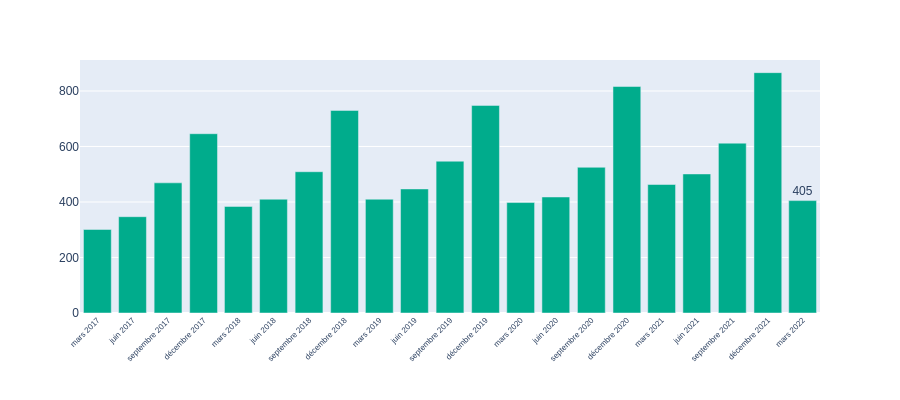 800
600
400
200
0
405
mars 2017
juin 2017
septembre 2017
décembre 2017
mars 2018
juin 2018
septembre 2018
décembre 2018
mars 2019
juin 2019
septembre 2019
décembre 2019
mars 2020
juin 2020
septembre 2020
décembre 2020
mars 2021
juin 2021
septembre 2021
décembre 2021
mars 2022